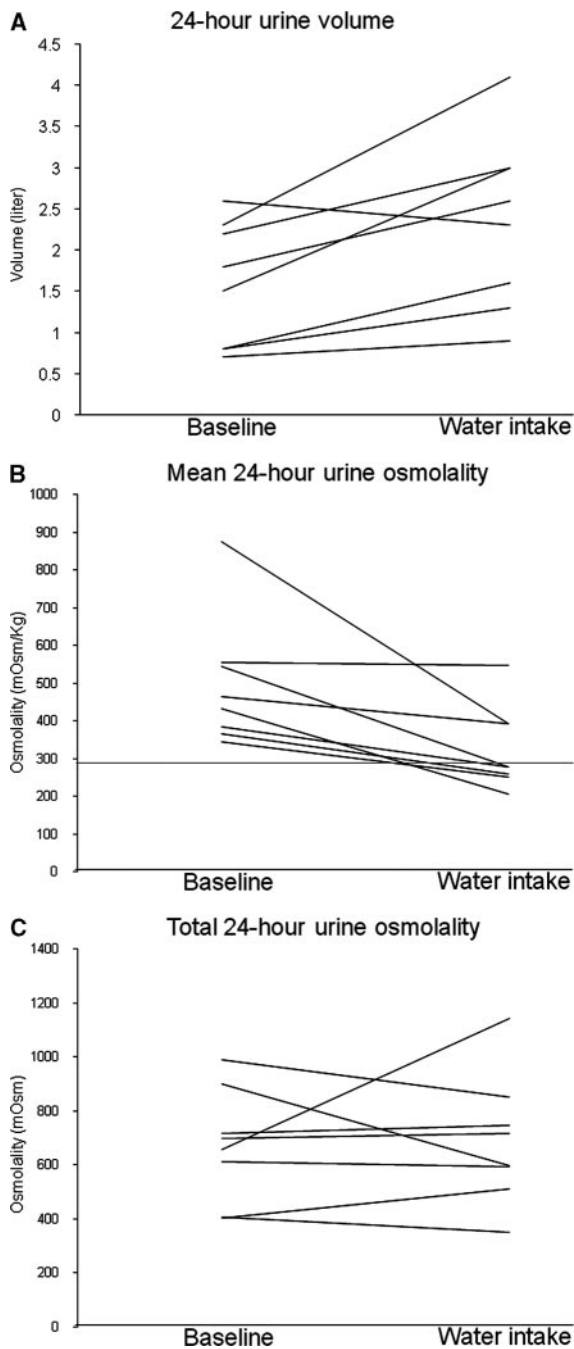 A
24-hour urine volume
4.5
4
3.5
3
2.5
2
1.5
1
0.5
0
Volume (liter)
Baseline
Water intake
B
Mean 24-hour urine osmolality
1000
900
800
700
600
500
400
300
200
100
0
Osmolality (mOsm/Kg)
Baseline
Water intake
C
Total 24-hour urine osmolality
1400
1200
1000
800
600
400
200
0
Osmolality (mOsm)
Baseline
Water intake